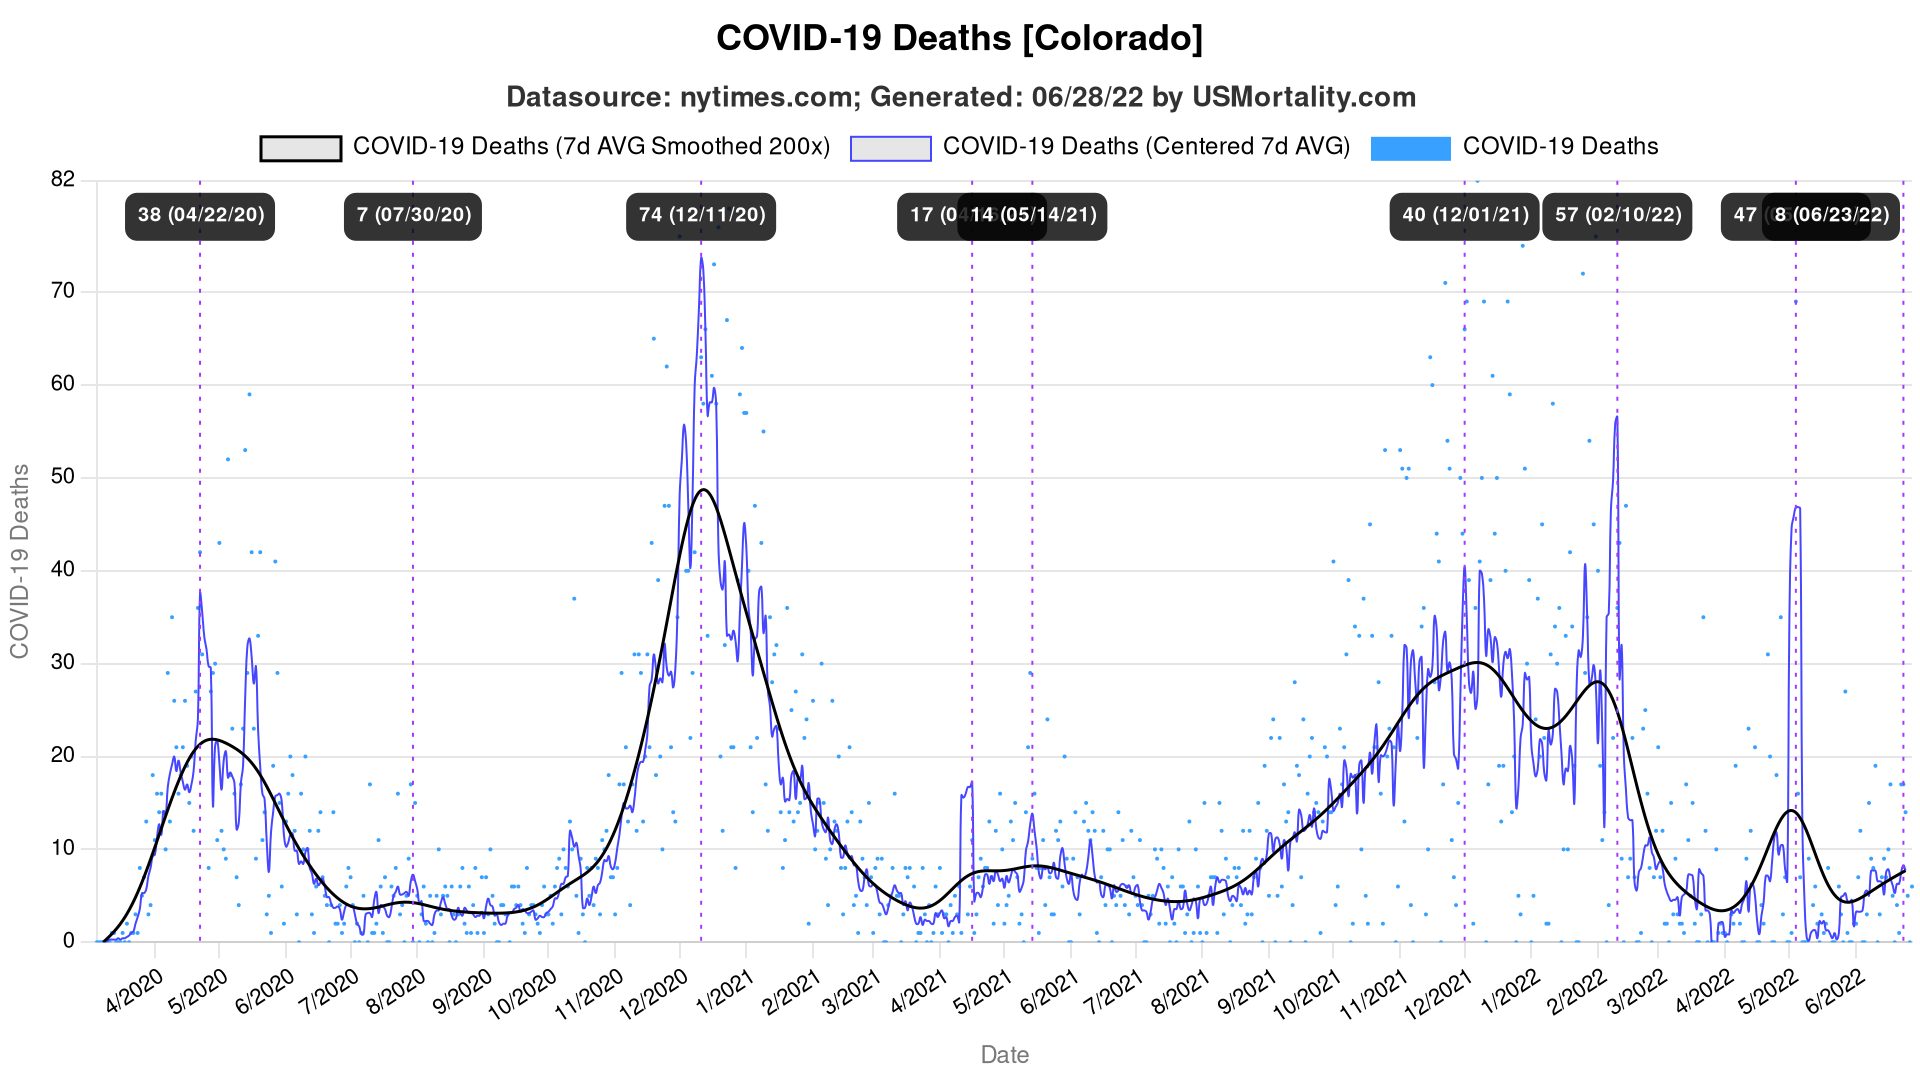 COVID-19 Deaths [Colorado]
Datasource: nytimes.com; Generated: 06/28/22 by USMortality.com
COVID-19 Deaths (7d AVG Smoothed 200x) COVID-19 Deaths (Centered 7d AVG) COVID-19 Deaths
82
38 (04/22/20) 7 (07/30/20) 74 (12/11/20) 17 14 (05/14/21) 40 (12/01/21) 57 (02/10/22) 47 8 (06/23/22)
70
60
50
40
30
20
10
0
COVID-19 Deaths
4/2020 5/2020 6/2020 7/2020 8/2020 9/2020 10/2020 11/2020 12/2020 1/2021 2/2021 3/2021 4/2021 5/2021 6/2021 7/2021 8/2021 9/2021 10/2021 11/2021 12/2021 1/2022 2/2022 3/2022 4/2022 5/2022 6/2022
Date